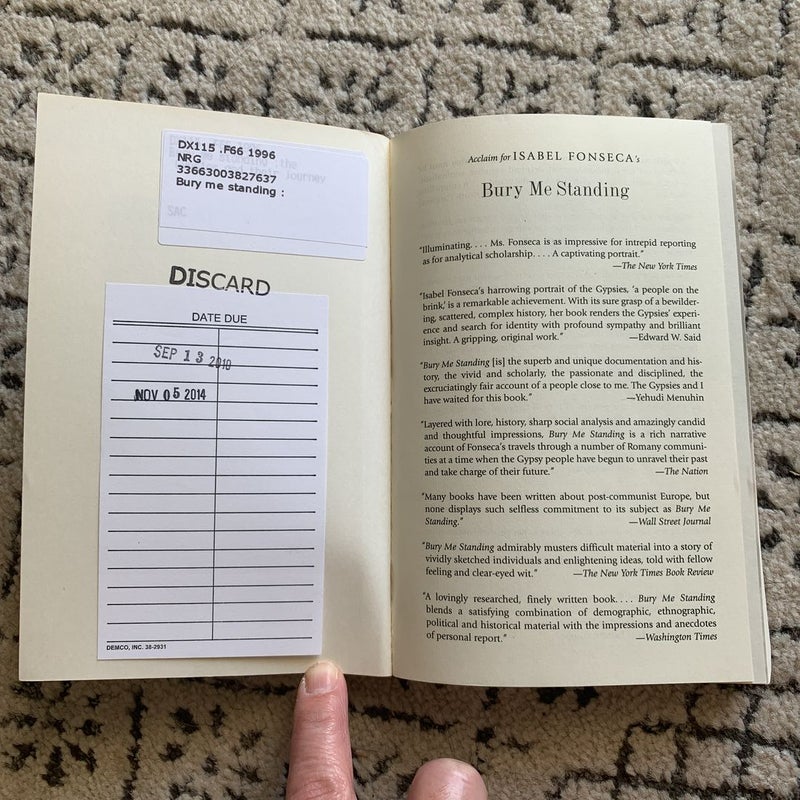 DX115 .F66 1996
NRG
33663003827637
Bury me standing :
SAC
DISCARD
DATE DUE
SEP 13 2010
NOV 05 2014
DEMCO, INC. 38-2931
Acclaim for ISABEL FONSECA's
Bury Me Standing
"Illuminating. . . . Ms. Fonseca is as impressive for intrepid reporting
as for analytical scholarship. . . . A captivating portrait."
—The New York Times
"Isabel Fonseca's harrowing portrait of the Gypsies, 'a people on the
brink,' is a remarkable achievement. With its sure grasp of a bewilder-
ing, scattered, complex history, her book renders the Gypsies' experi-
ence and search for identity with profound sympathy and brilliant
insight. A gripping, original work." —Edward W. Said
"Bury Me Standing [is] the superb and unique documentation and his-
tory, the vivid and scholarly, the passionate and disciplined, the
excruciatingly fair account of a people close to me. The Gypsies and I
have waited for this book." —Yehudi Menuhin
"Layered with lore, history, sharp social analysis and amazingly candid
and thoughtful impressions, Bury Me Standing is a rich narrative
account of Fonseca's travels through a number of Romany communi-
ties at a time when the Gypsy people have begun to unravel their past
and take charge of their future." —The Nation
"Many books have been written about post-communist Europe, but
none displays such selfless commitment to its subject as Bury Me
Standing." —Wall Street Journal
"Bury Me Standing admirably musters difficult material into a story of
vividly sketched individuals and enlightening ideas, told with fellow
feeling and clear-eyed wit." —The New York Times Book Review
"A lovingly researched, finely written book. . . . Bury Me Standing
blends a satisfying combination of demographic, ethnographic,
political and historical material with the impressions and anecdotes
of personal report." —Washington Times